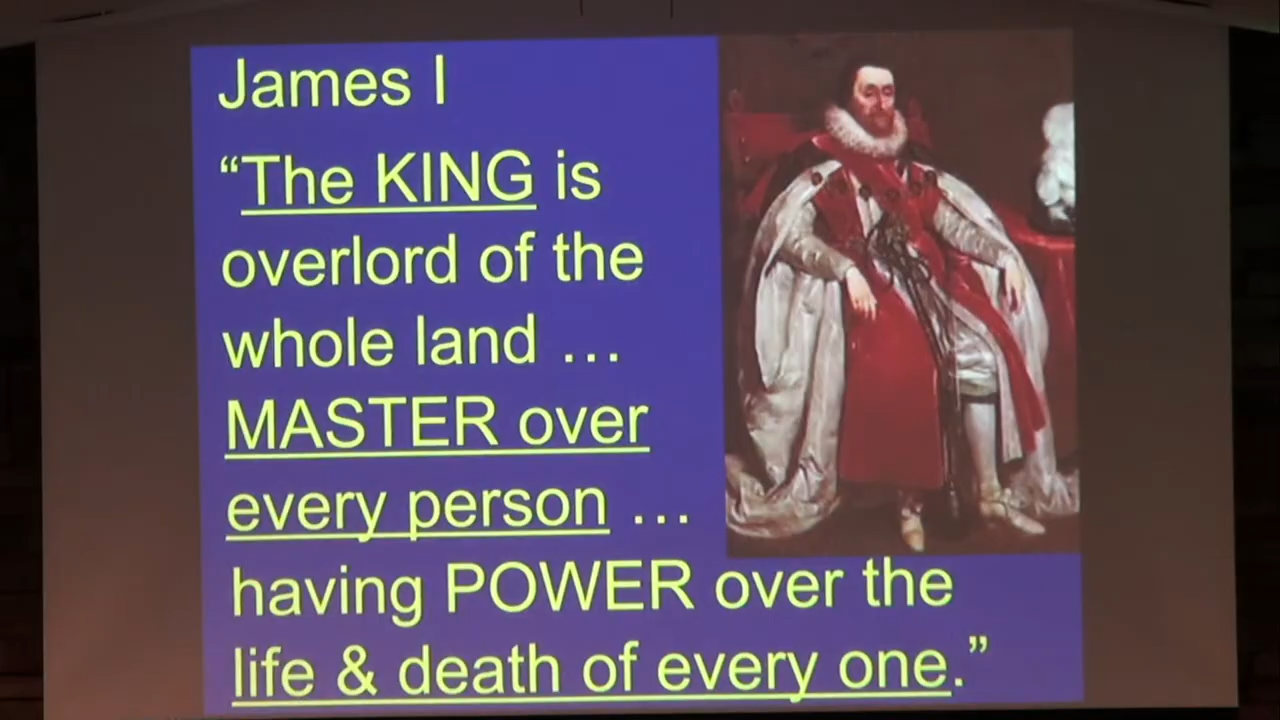 James I
“The KING is
overlord of the
whole land …
MASTER over
every person …
having POWER over the
life & death of every one.”